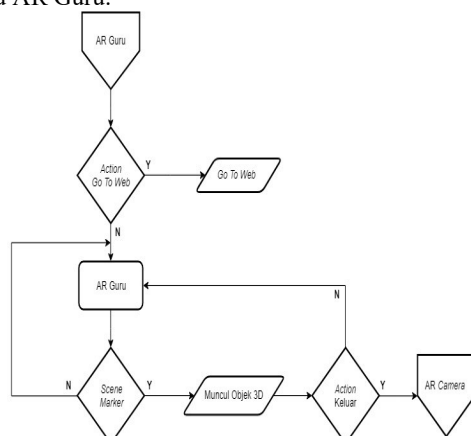 AR Guru.
AR Guru
Action
Go To Web
Y
Go To Web
N
AR Guru
N
Scene
Marker
N
Y
Muncul Objek 3D
Action
Keluar
Y
AR Camera